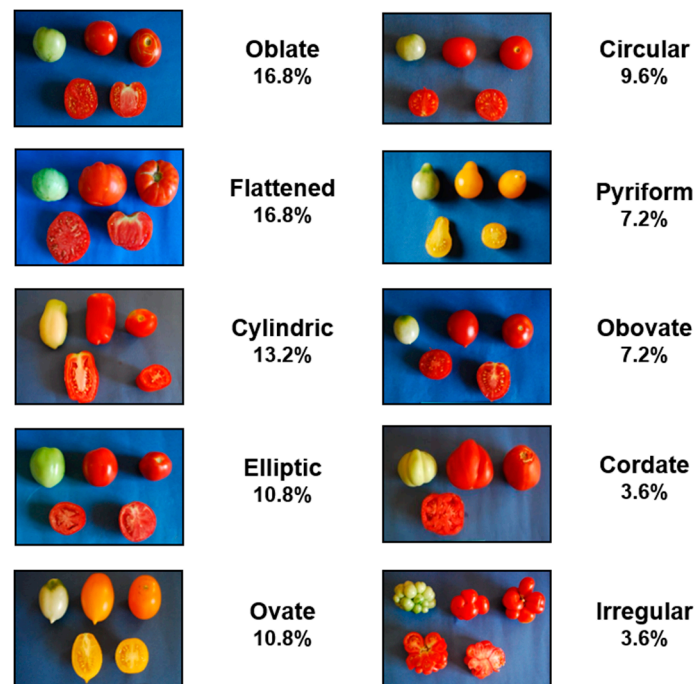 Oblate
16.8%
Flattened
16.8%
Cylindric
13.2%
Elliptic
10.8%
Ovate
10.8%
Circular
9.6%
Pyriform
7.2%
Obovate
7.2%
Cordate
3.6%
Irregular
3.6%